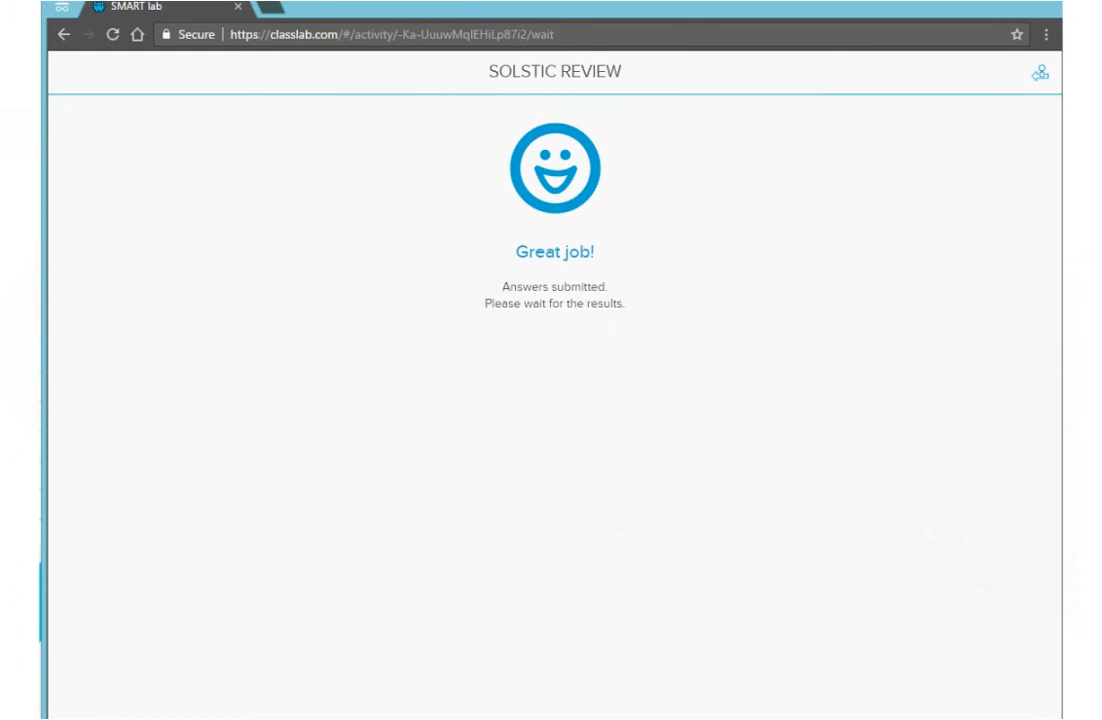 SMART lab
Secure | https://classlab.com/#/activity/-Ka-UuuwMqlEHiLp87i2/wait
SOLSTIC REVIEW
Great job!
Answers submitted.
Please wait for the results.